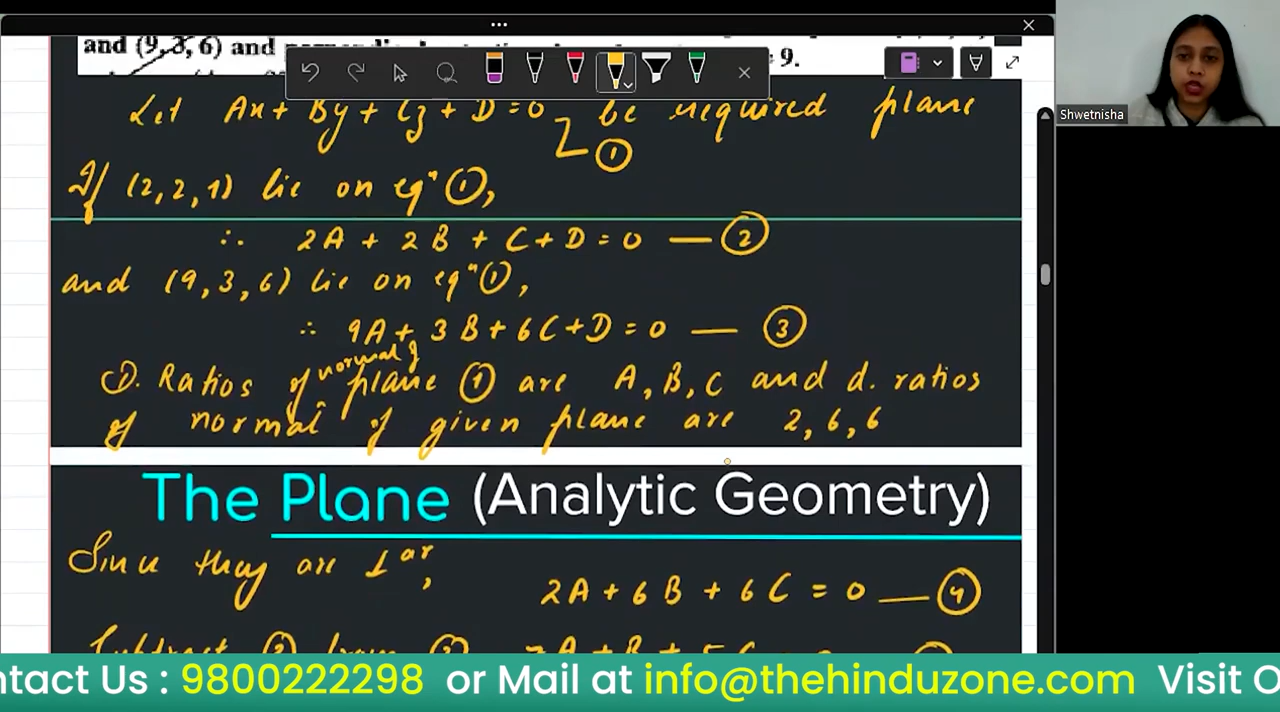 and (9, 3, 6) and
= 9.
Let Ax + By + Cz + D = 0 be required plane
①
If (2, 2, 1) lie on eqⁿ ①,
∴ 2A + 2B + C + D = 0 — ②
and (9, 3, 6) lie on eqⁿ ①,
∴ 9A + 3B + 6C + D = 0 — ③
normal of
D. Ratios of plane ① are A, B, C and d. ratios
of normal of given plane are 2, 6, 6
The Plane (Analytic Geometry)
Since they are ⊥ar,
2A + 6B + 6C = 0 — ④
Subtract ② from ③
Shwetnisha
ntact Us : 9800222298 or Mail at info@thehinduzone.com Visit O